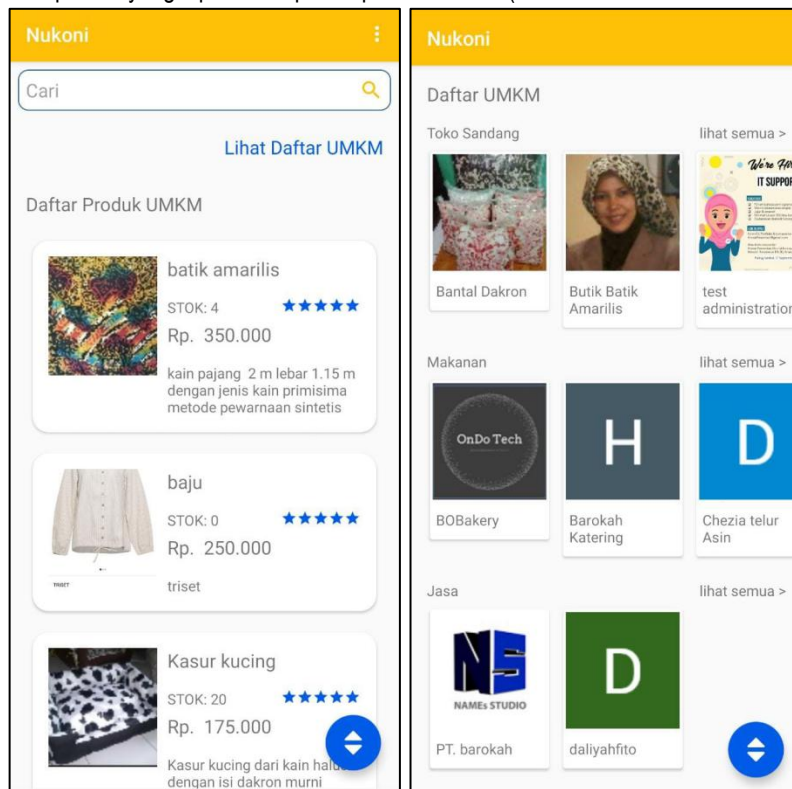 Nukoni
Cari
Lihat Daftar UMKM
Daftar Produk UMKM
batik amarilis
STOK: 4
Rp. 350.000
kain pajang 2 m lebar 1.15 m
dengan jenis kain primisima
metode pewarnaan sintetis
baju
STOK: 0
Rp. 250.000
TRISET
triset
Kasur kucing
STOK: 20
Rp. 175.000
Kasur kucing dari kain
dengan isi dakron murni
Nukoni
Daftar UMKM
Toko Sandang
lihat semua >
We're
IT SUPPOR
Bantal Dakron
Butik Batik
Amarilis
test
administration
Makanan
lihat semua >
OnDo Tech
H
D
BOBakery
Barokah
Katering
Chezia telur
Asin
Jasa
lihat semua >
NS
NAMEs STUDIO
D
PT. barokah
daliyahfito